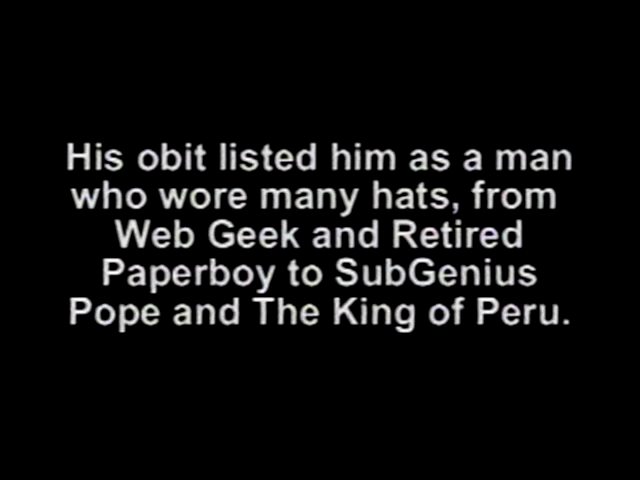 His obit listed him as a man
who wore many hats, from
Web Geek and Retired
Paperboy to SubGenius
Pope and The King of Peru.